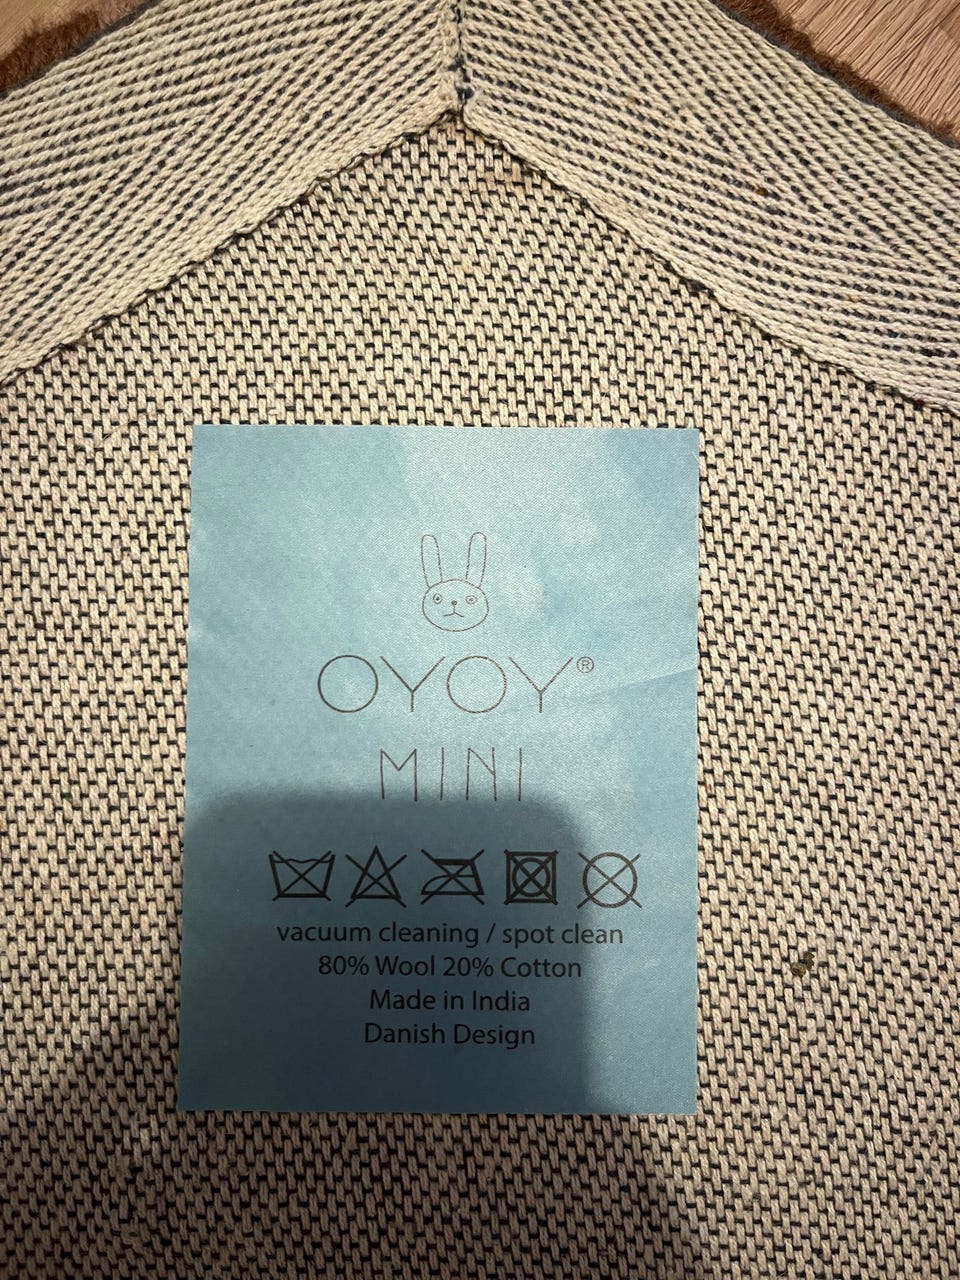 OYOY®
MINI
vacuum cleaning / spot clean
80% Wool 20% Cotton
Made in India
Danish Design